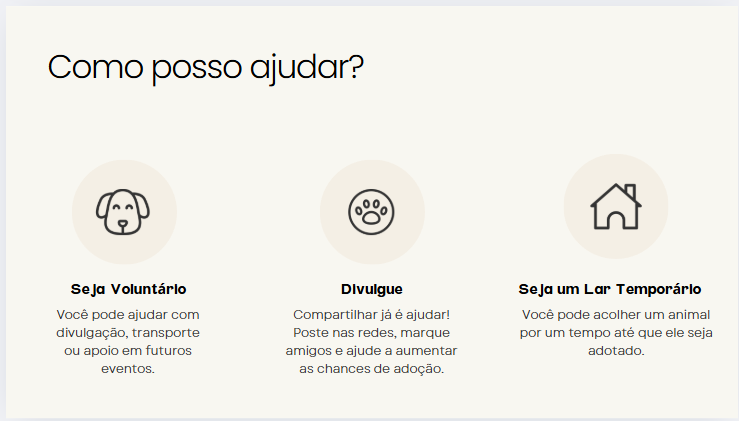 Como posso ajudar?
Seja Voluntário
Você pode ajudar com
divulgação, transporte
ou apoio em futuros
eventos.
Divulgue
Compartilhar já é ajudar!
Poste nas redes, marque
amigos e ajude a aumentar
as chances de adoção.
Seja um Lar Temporário
Você pode acolher um animal
por um tempo até que ele seja
adotado.